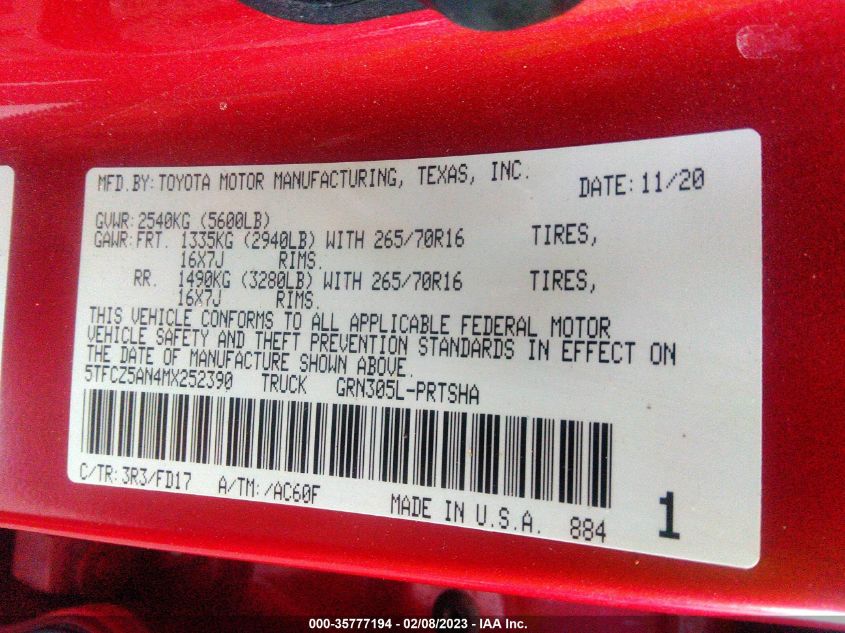 MFD.BY: TOYOTA MOTOR MANUFACTURING, TEXAS, INC. DATE: 11/20
GVWR: 2540KG (5600LB)
GAWR: FRT. 1335KG (2940LB) WITH 265/70R16 TIRES,
16X7J RIMS.
RR. 1490KG (3280LB) WITH 265/70R16 TIRES,
16X7J RIMS.
THIS VEHICLE CONFORMS TO ALL APPLICABLE FEDERAL MOTOR
VEHICLE SAFETY AND THEFT PREVENTION STANDARDS IN EFFECT ON
THE DATE OF MANUFACTURE SHOWN ABOVE.
5TFCZ5AN4MX252390 TRUCK GRN305L-PRTSHA
C/TR: 3R3/FD17 A/TM: /AC60F
MADE IN U.S.A. 884 1
000-35777194 - 02/08/2023 - IAA Inc.